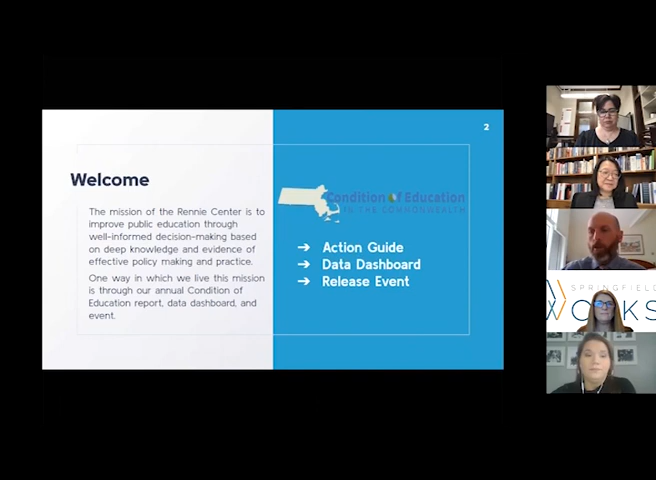 2
Welcome
The mission of the Rennie Center is to
improve public education through
well-informed decision-making based
on deep knowledge and evidence of
effective policy making and practice.
One way in which we live this mission
is through our annual Condition of
Education report, data dashboard, and
event.
Condition of Education
IN THE COMMONWEALTH
→ Action Guide
→ Data Dashboard
→ Release Event
SPRINGFIELD